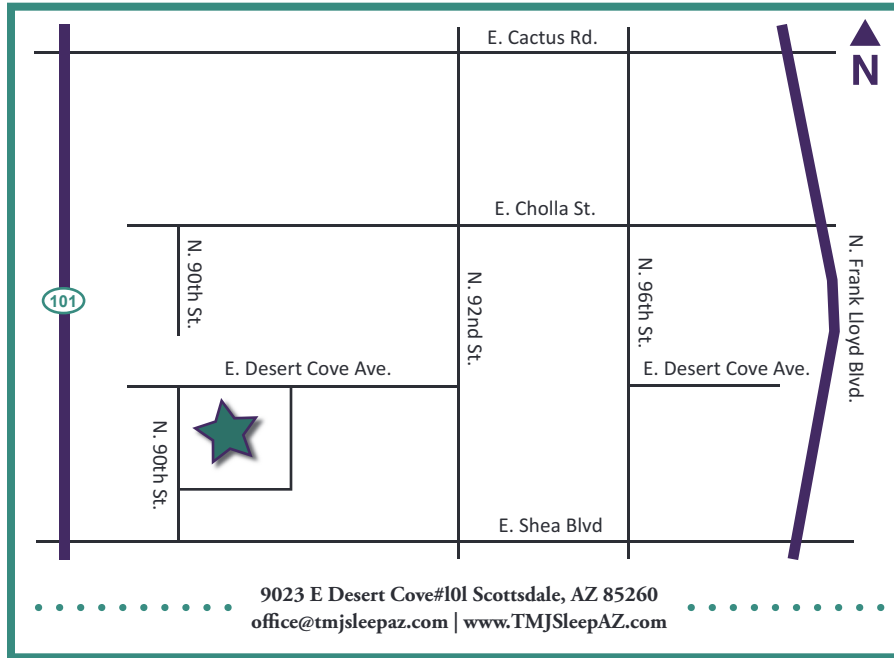 E. Cactus Rd.
N
E. Cholla St.
N. 90th St.
N. 92nd St.
N. 96th St.
N. Frank Lloyd Blvd.
101
E. Desert Cove Ave.
E. Desert Cove Ave.
N. 90th St.
E. Shea Blvd
9023 E Desert Cove#l0l Scottsdale, AZ 85260
office@tmjsleepaz.com | www.TMJSleepAZ.com